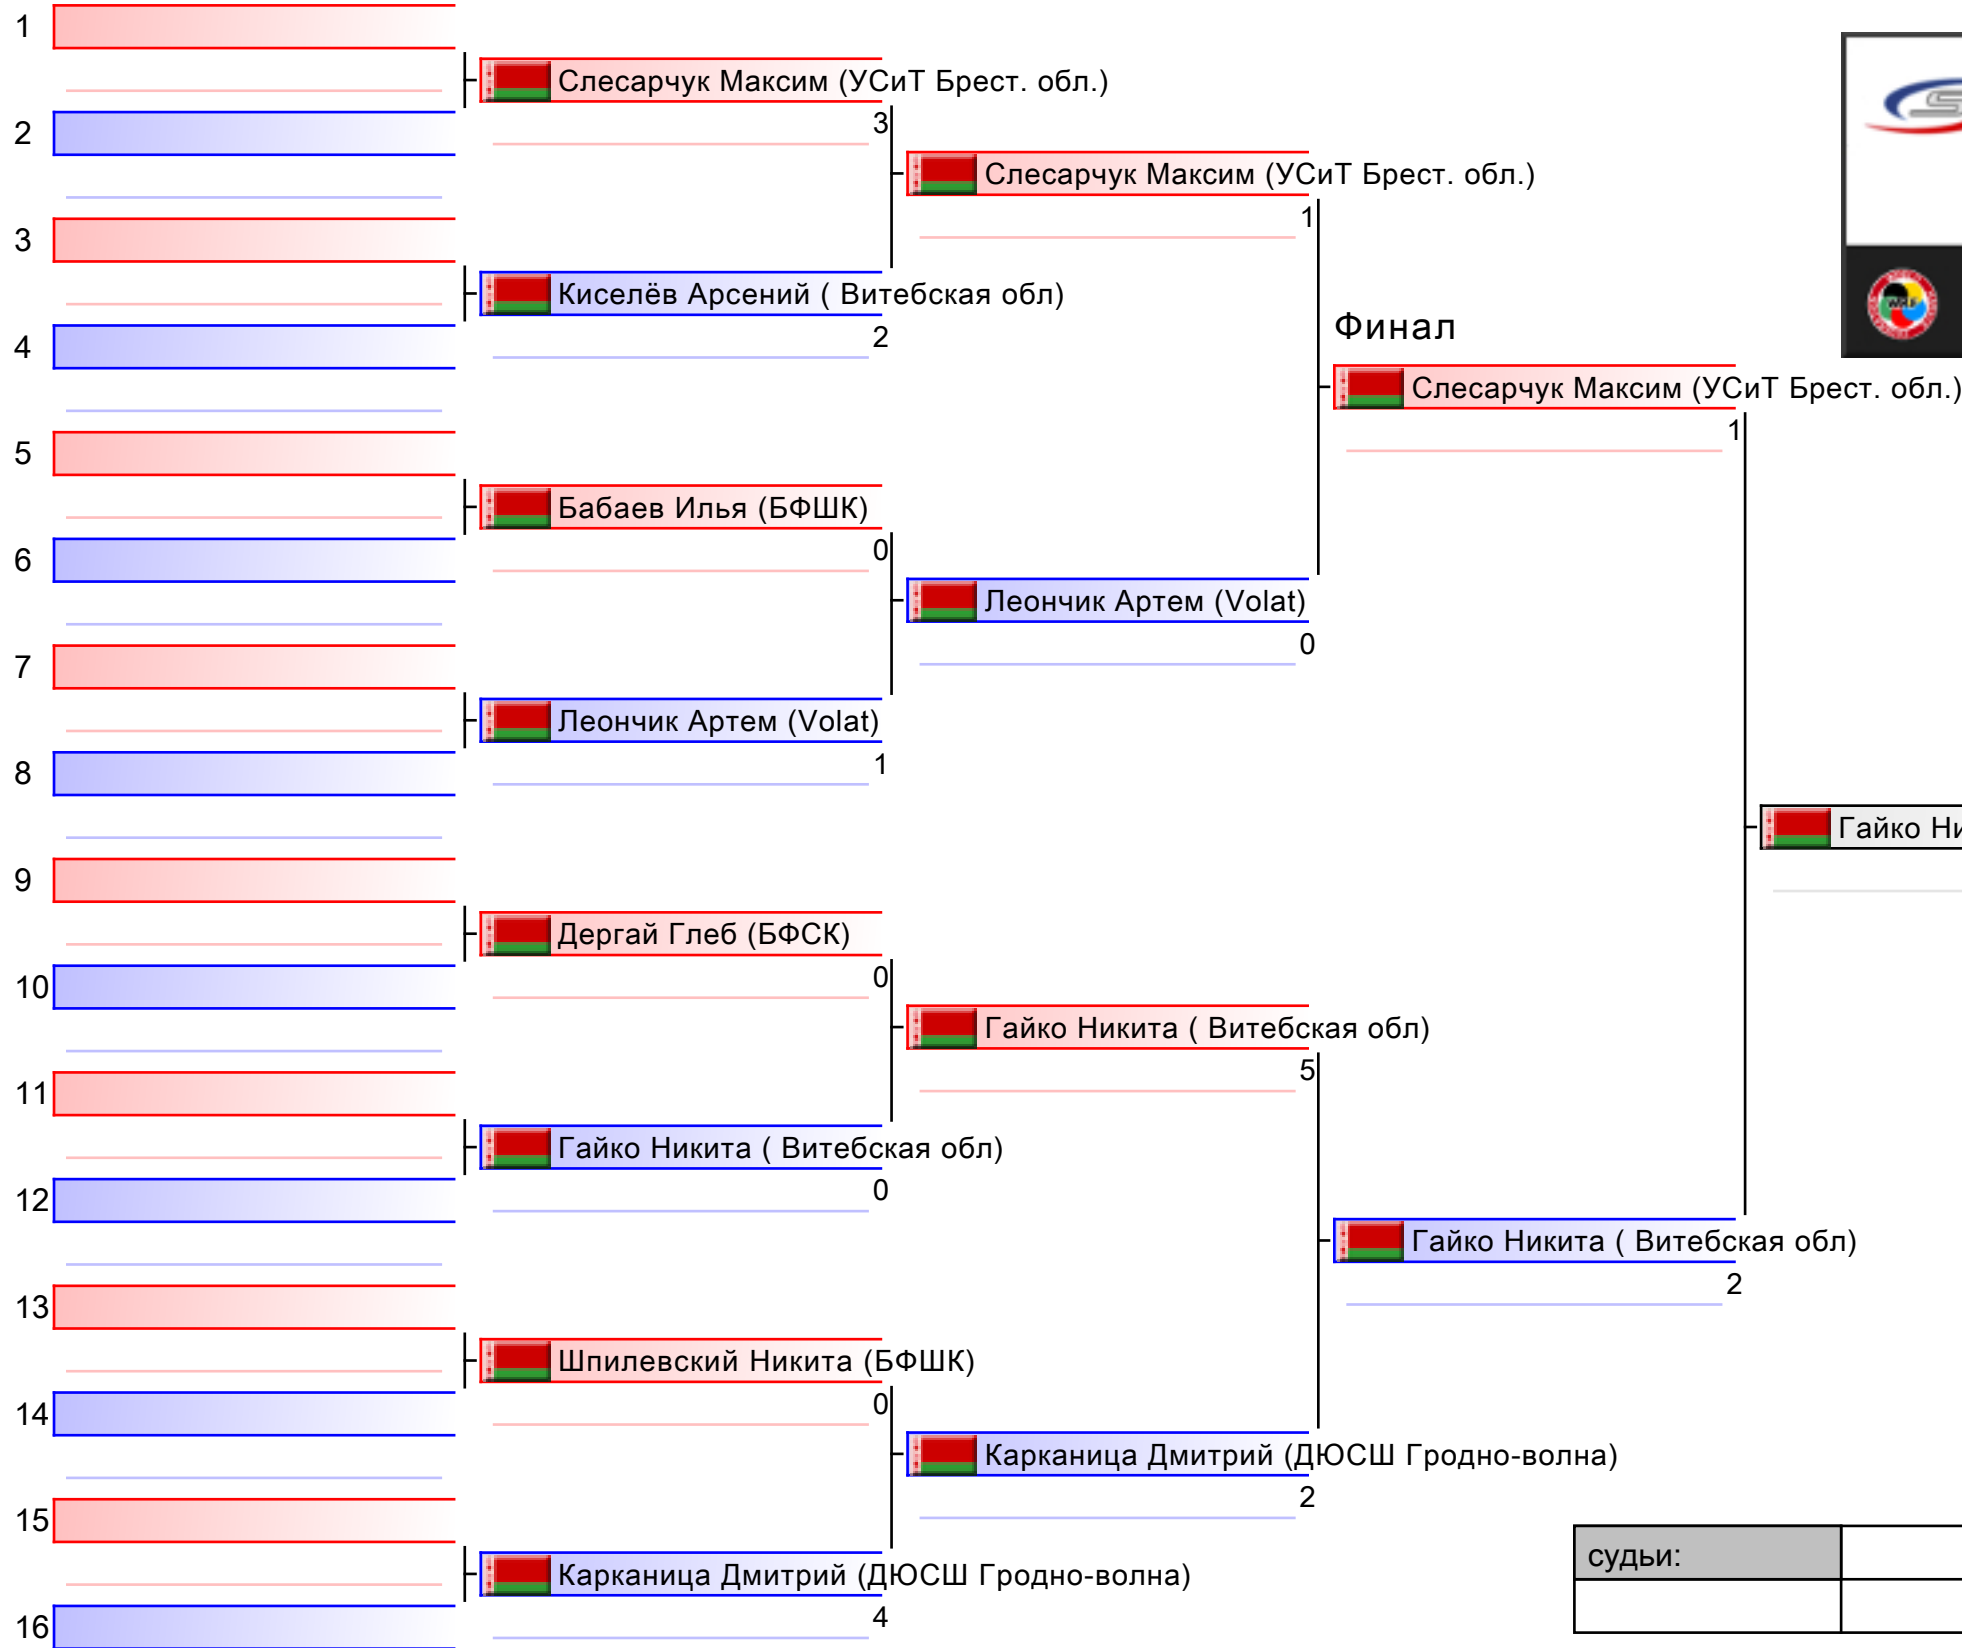 1
Слесарчук Максим (УСиТ Брест. обл.)
3
2
Слесарчук Максим (УСиТ Брест. обл.)
1
3
Киселёв Арсений ( Витебская обл)
2
4
Финал
Слесарчук Максим (УСиТ Брест. обл.)
1
5
Бабаев Илья (БФШК)
0
6
Леончик Артем (Volat)
0
7
Леончик Артем (Volat)
1
8
Гайко
9
Дергай Глеб (БФСК)
0
10
Гайко Никита ( Витебская обл)
5
11
Гайко Никита ( Витебская обл)
0
12
Гайко Никита ( Витебская обл)
2
13
Шпилевский Никита (БФШК)
0
14
Карканица Дмитрий (ДЮСШ Гродно-волна)
2
15
судьи:
Карканица Дмитрий (ДЮСШ Гродно-волна)
4
16